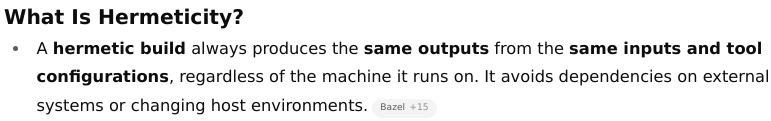 What Is Hermeticity?
• A hermetic build always produces the same outputs from the same inputs and tool
configurations, regardless of the machine it runs on. It avoids dependencies on external
systems or changing host environments. Bazel +15